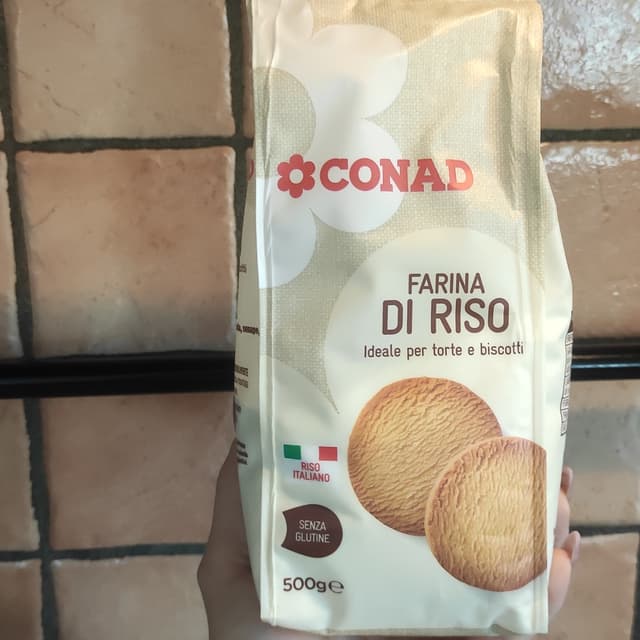 CONAD
FARINA
DI RISO
Ideale per torte e biscotti
RISO
ITALIANO
SENZA
GLUTINE
500g℮